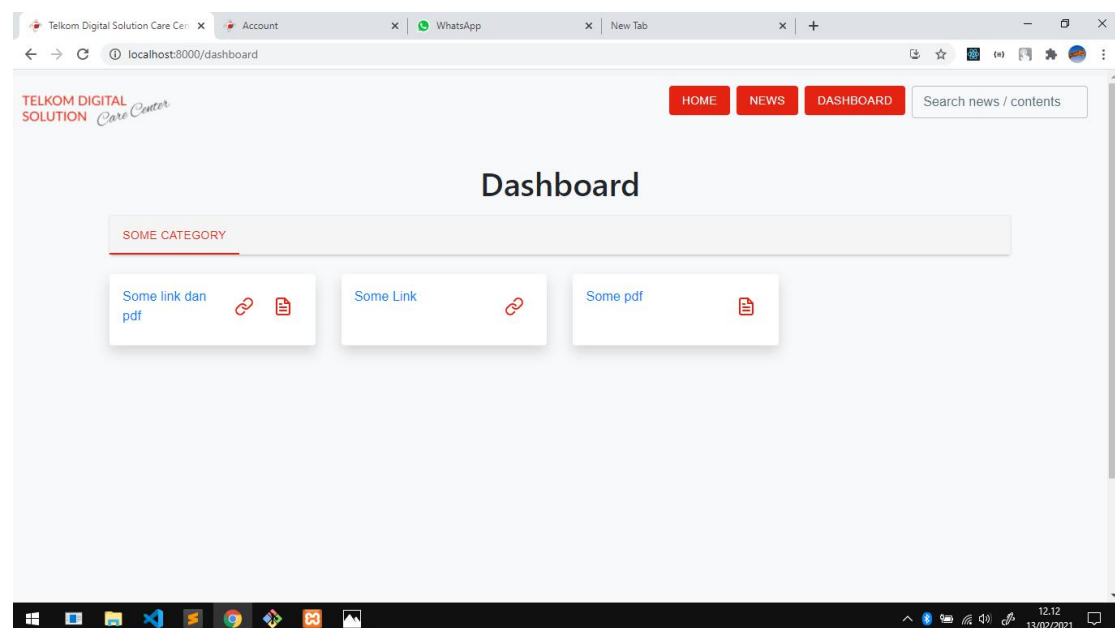 Telkom Digital Solution Care Cen
Account
WhatsApp
New Tab
localhost:8000/dashboard
TELKOM DIGITAL
SOLUTION Care Center
HOME NEWS DASHBOARD Search news / contents
Dashboard
SOME CATEGORY
Some link dan
pdf
Some Link
Some pdf
12.12
13/02/2021